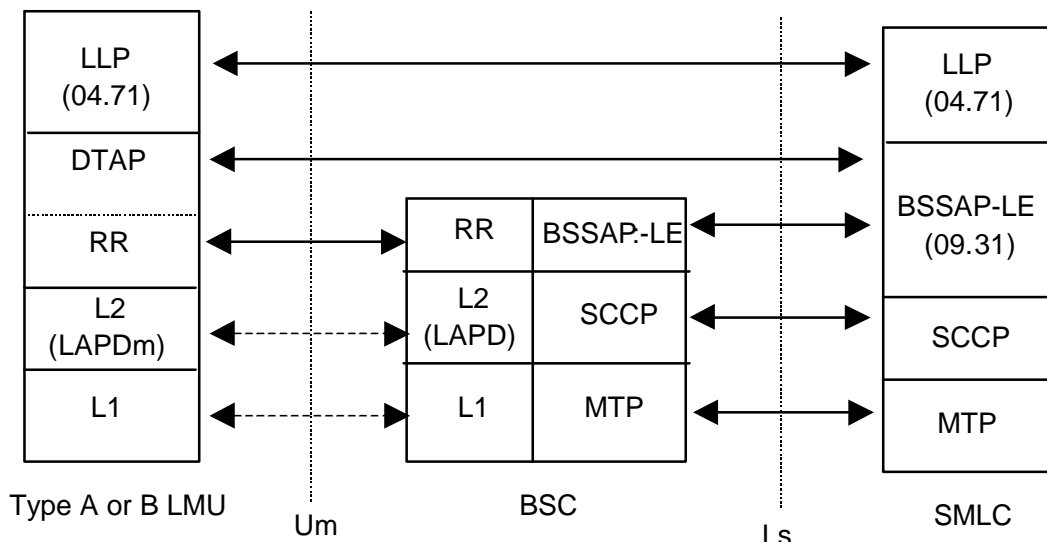 LLP
(04.71)
DTAP
RR
L2
(LAPDm)
L1
Type A or B LMU
Um
RR
BSSAP:-LE
L2
(LAPD)
SCCP
L1
MTP
BSC
Ls
LLP
(04.71)
BSSAP-LE
(09.31)
SCCP
MTP
SMLC